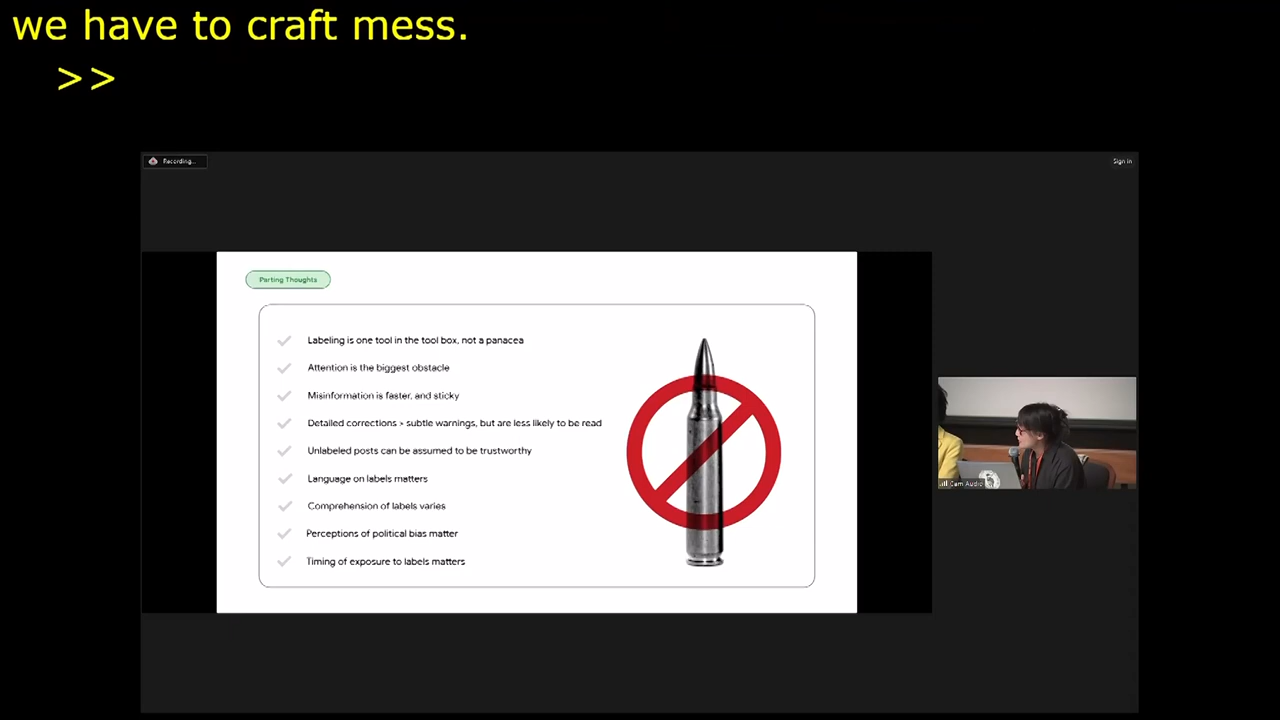 we have to craft mess.
>>
Recording...
Sign in
Parting Thoughts
Labeling is one tool in the tool box, not a panacea
Attention is the biggest obstacle
Misinformation is faster, and sticky
Detailed corrections > subtle warnings, but are less likely to be read
Unlabeled posts can be assumed to be trustworthy
Language on labels matters
Comprehension of labels varies
Perceptions of political bias matter
Timing of exposure to labels matters
Cam Audio